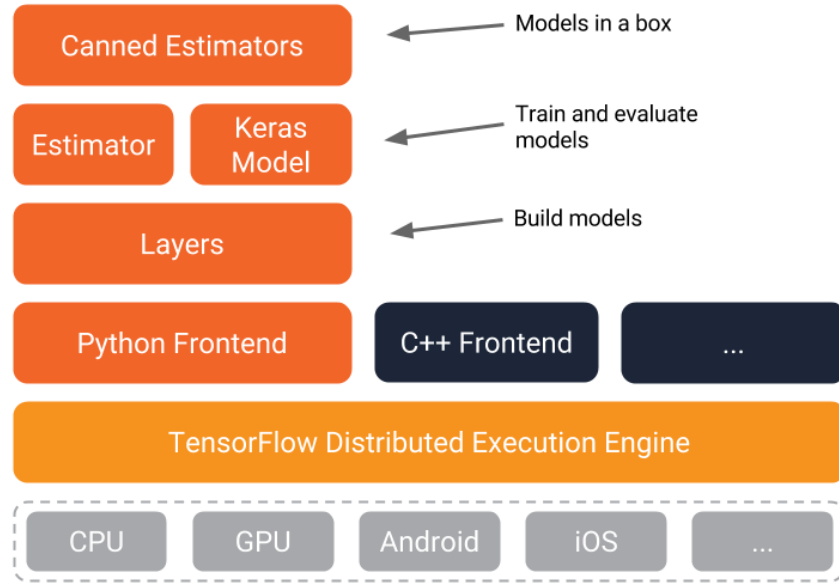 Canned Estimators
Models in a box
Estimator
Keras
Model
Train and evaluate
models
Layers
Build models
Python Frontend
C++ Frontend
...
TensorFlow Distributed Execution Engine
CPU
GPU
Android
iOS
...